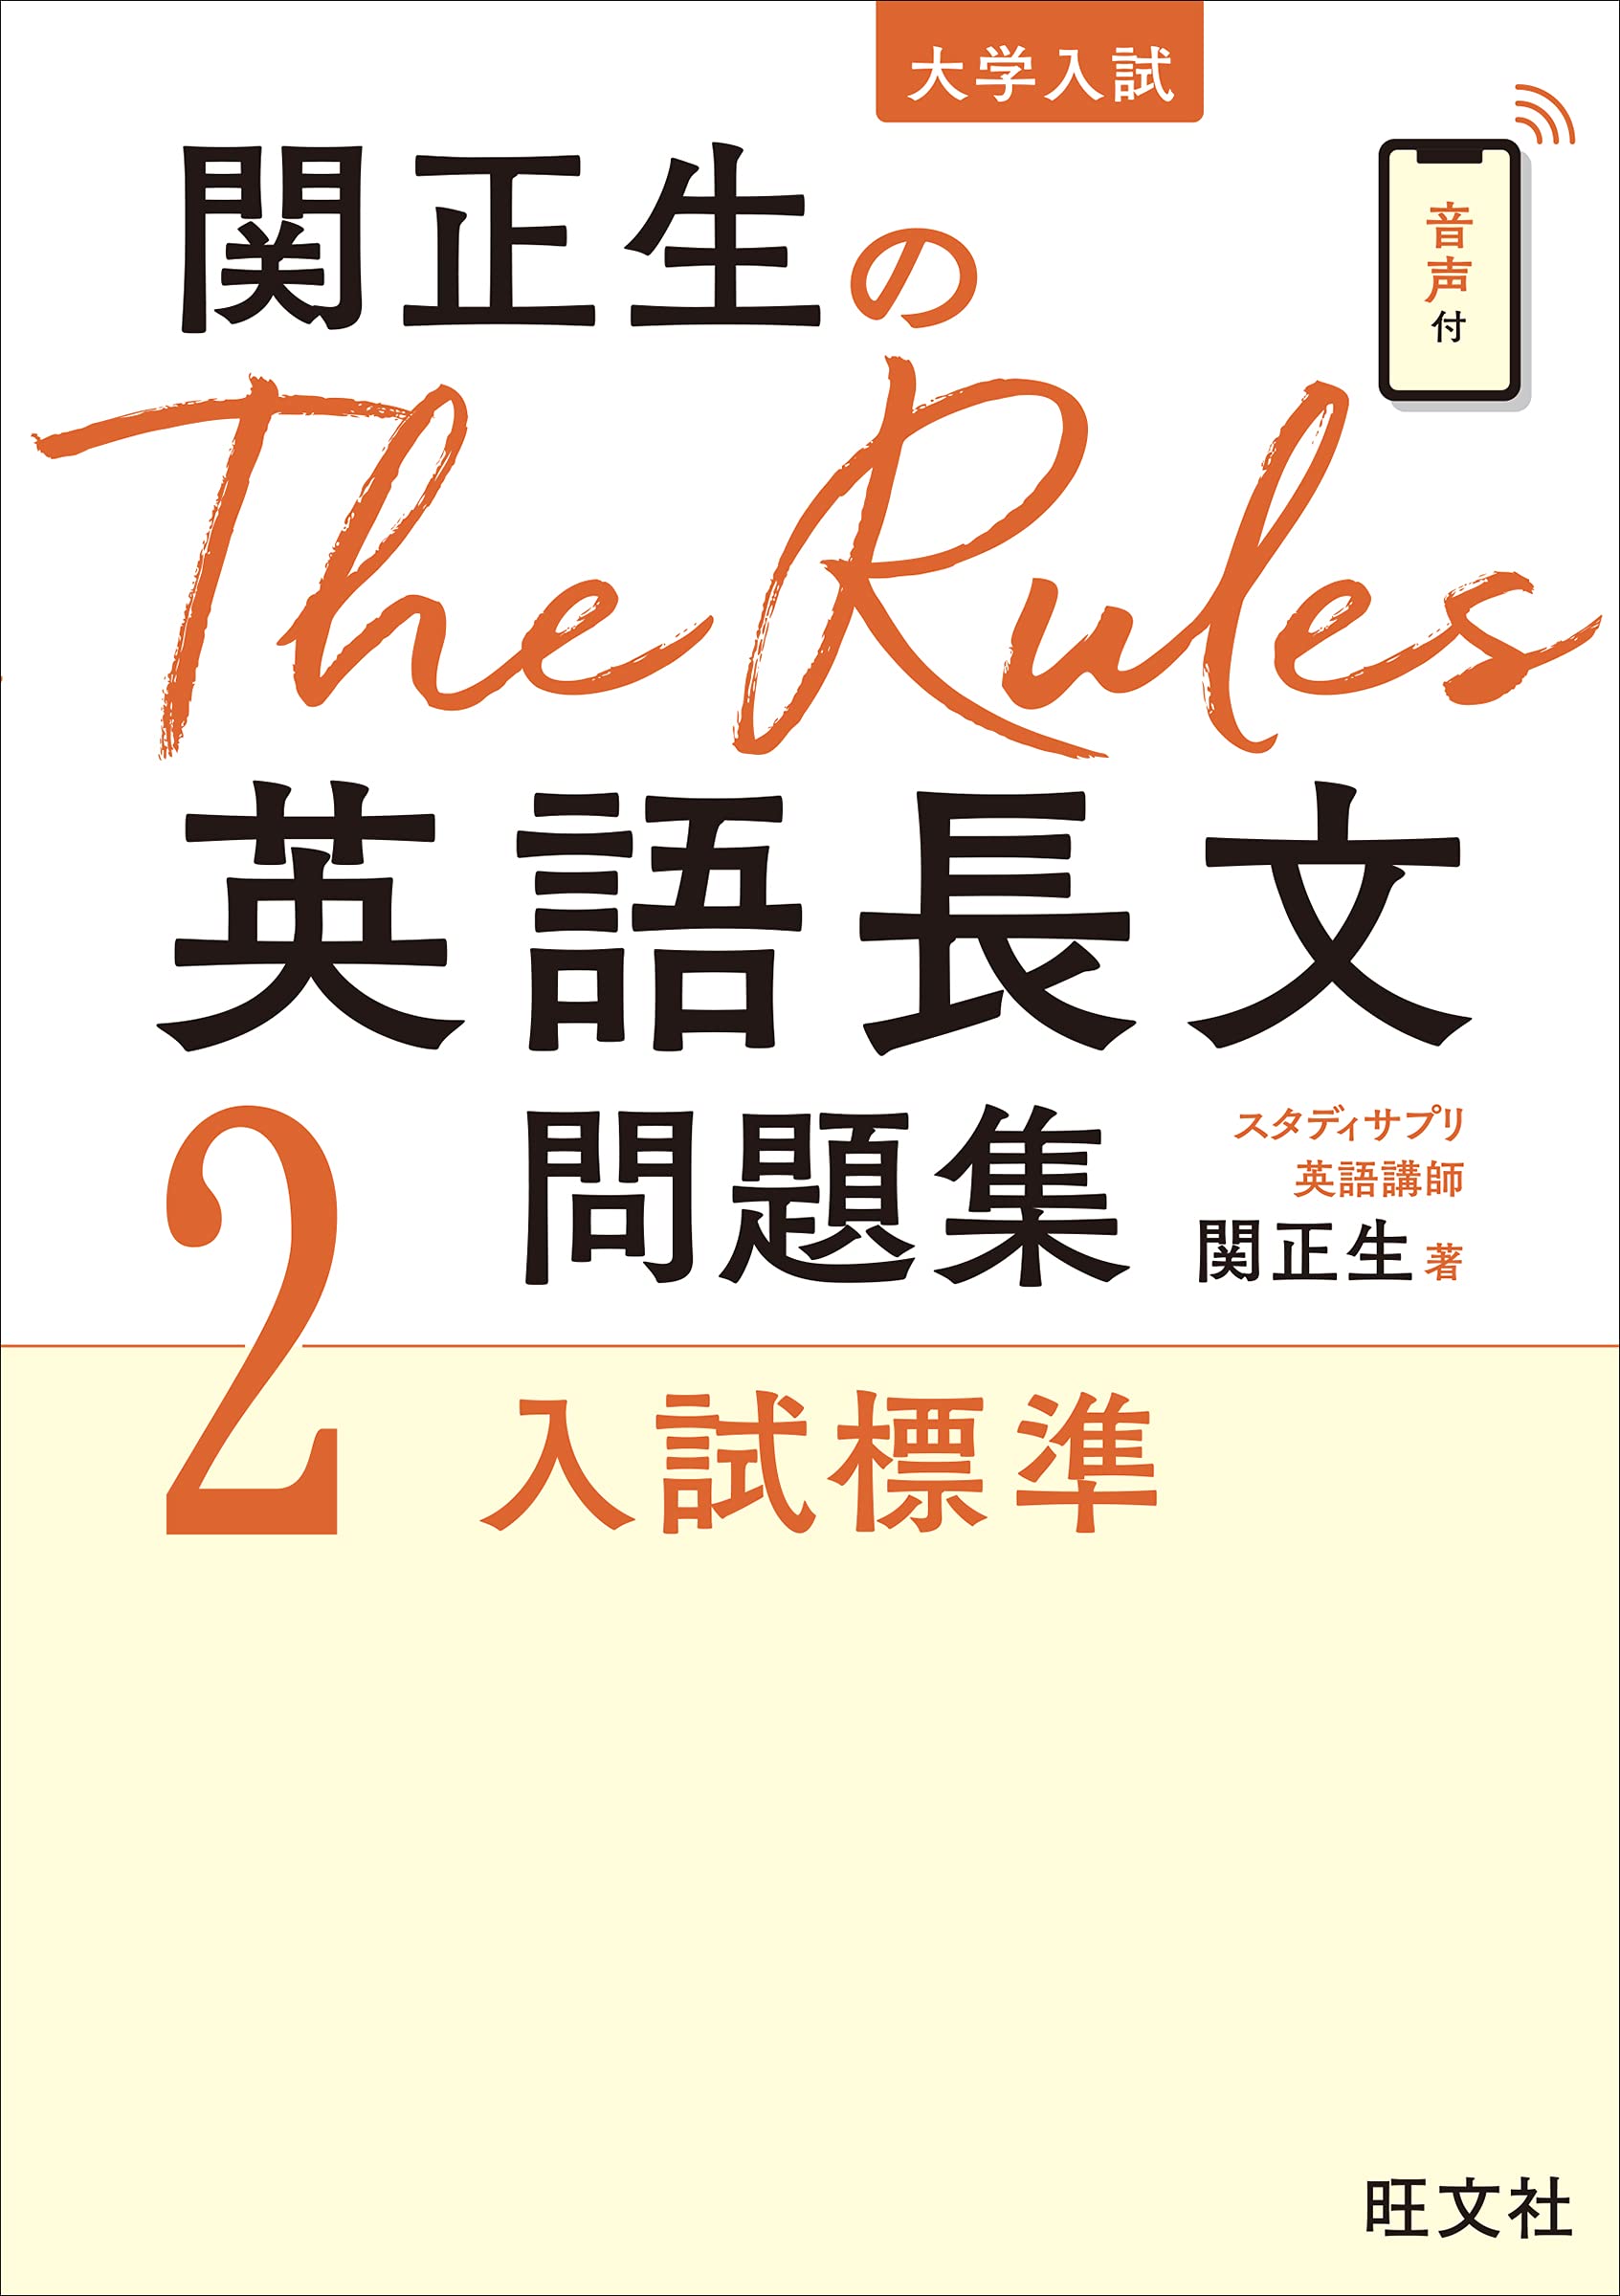 大学入試
関正生の
音声付
The Rules
英語長文
2 問題集
スタディサプリ
英語講師
関正生 著
入試標準
旺文社